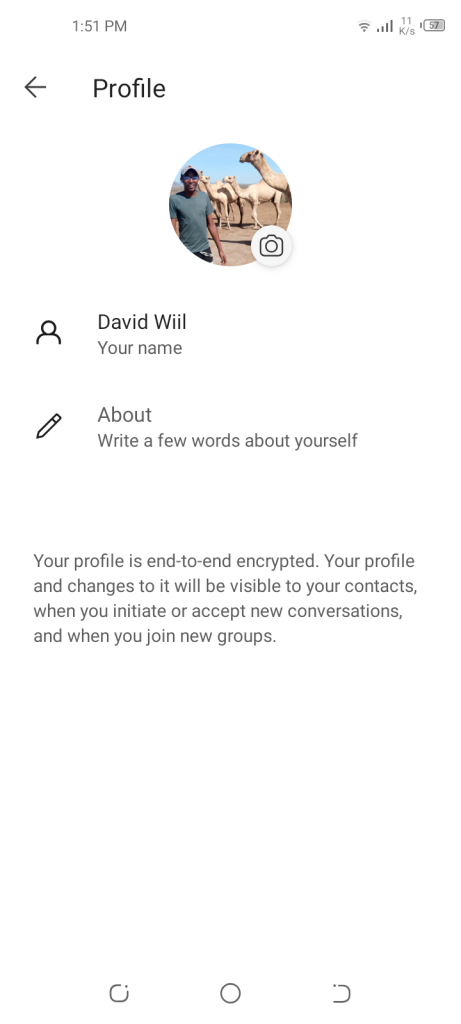 1:51 PM
11
K/s
57
Profile
David Wiil
Your name
About
Write a few words about yourself
Your profile is end-to-end encrypted. Your profile
and changes to it will be visible to your contacts,
when you initiate or accept new conversations,
and when you join new groups.